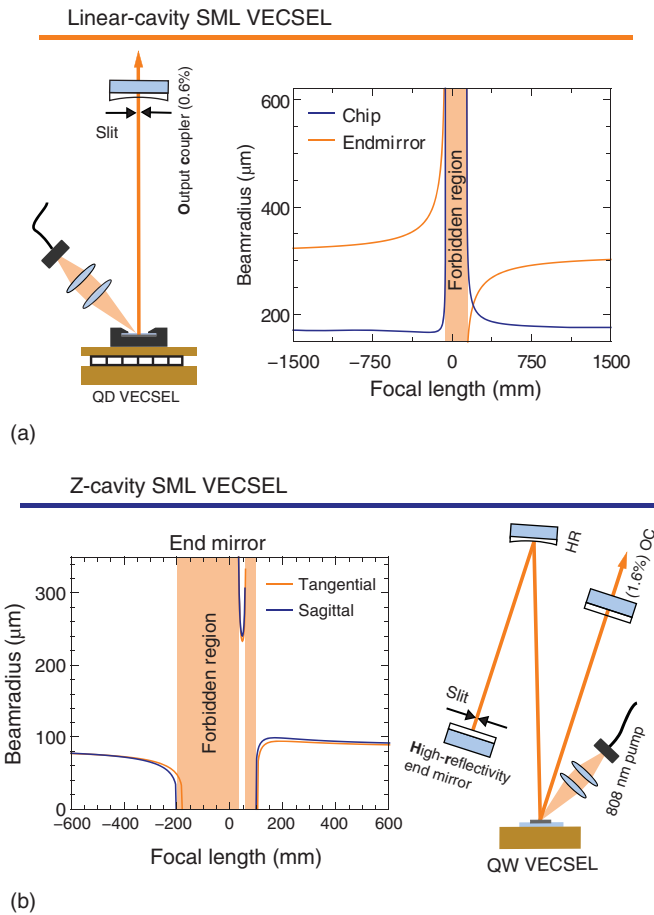 Linear-cavity SML VECSEL
Output coupler (0.6%)
Slit
QD VECSEL
Chip
Endmirror
Forbidden region
Beamradius (μm)
600
400
200
−1500
−750
0
750
1500
Focal length (mm)
(a)
Z-cavity SML VECSEL
End mirror
Tangential
Sagittal
Forbidden region
Beamradius (μm)
300
200
100
0
−600
−400
−200
0
200
400
600
Focal length (mm)
HR
(1.6%) OC
Slit
High-reflectivity
end mirror
808 nm pump
QW VECSEL
(b)